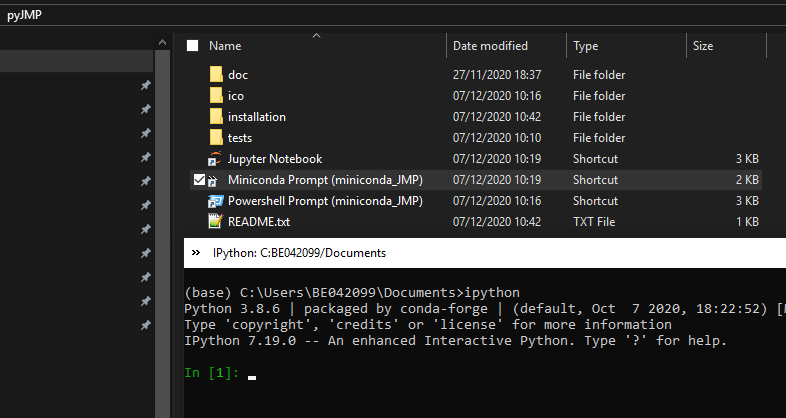 pyJMP
Name Date modified Type Size
doc 27/11/2020 18:37 File folder
ico 07/12/2020 10:16 File folder
installation 07/12/2020 10:42 File folder
tests 07/12/2020 10:10 File folder
Jupyter Notebook 07/12/2020 10:19 Shortcut 3 KB
Miniconda Prompt (miniconda_JMP) 07/12/2020 10:19 Shortcut 2 KB
Powershell Prompt (miniconda_JMP) 07/12/2020 10:16 Shortcut 3 KB
README.txt 07/12/2020 10:42 TXT File 1 KB
IPython: C:BE042099/Documents
(base) C:\Users\BE042099\Documents>ipython
Python 3.8.6 | packaged by conda-forge | (default, Oct  7 2020, 18:22:52) [
Type 'copyright', 'credits' or 'license' for more information
IPython 7.19.0 -- An enhanced Interactive Python. Type '?' for help.
In [1]: